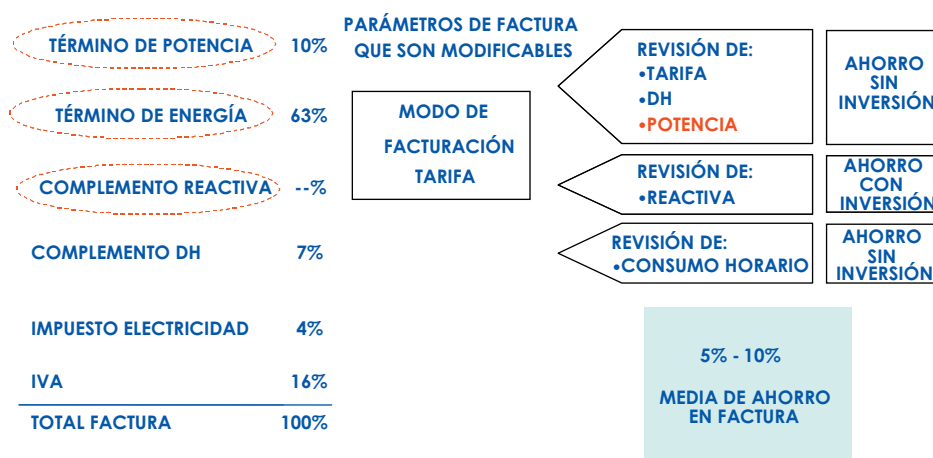 TÉRMINO DE POTENCIA 10%
TÉRMINO DE ENERGÍA 63%
COMPLEMENTO REACTIVA --%
COMPLEMENTO DH 7%
IMPUESTO ELECTRICIDAD 4%
IVA 16%
TOTAL FACTURA 100%
PARÁMETROS DE FACTURA
QUE SON MODIFICABLES
MODO DE
FACTURACIÓN
TARIFA
REVISIÓN DE:
•TARIFA
•DH
•POTENCIA
AHORRO
SIN
INVERSIÓN
REVISIÓN DE:
•REACTIVA
AHORRO
CON
INVERSIÓN
REVISIÓN DE:
•CONSUMO HORARIO
AHORRO
SIN
INVERSIÓN
5% - 10%
MEDIA DE AHORRO
EN FACTURA